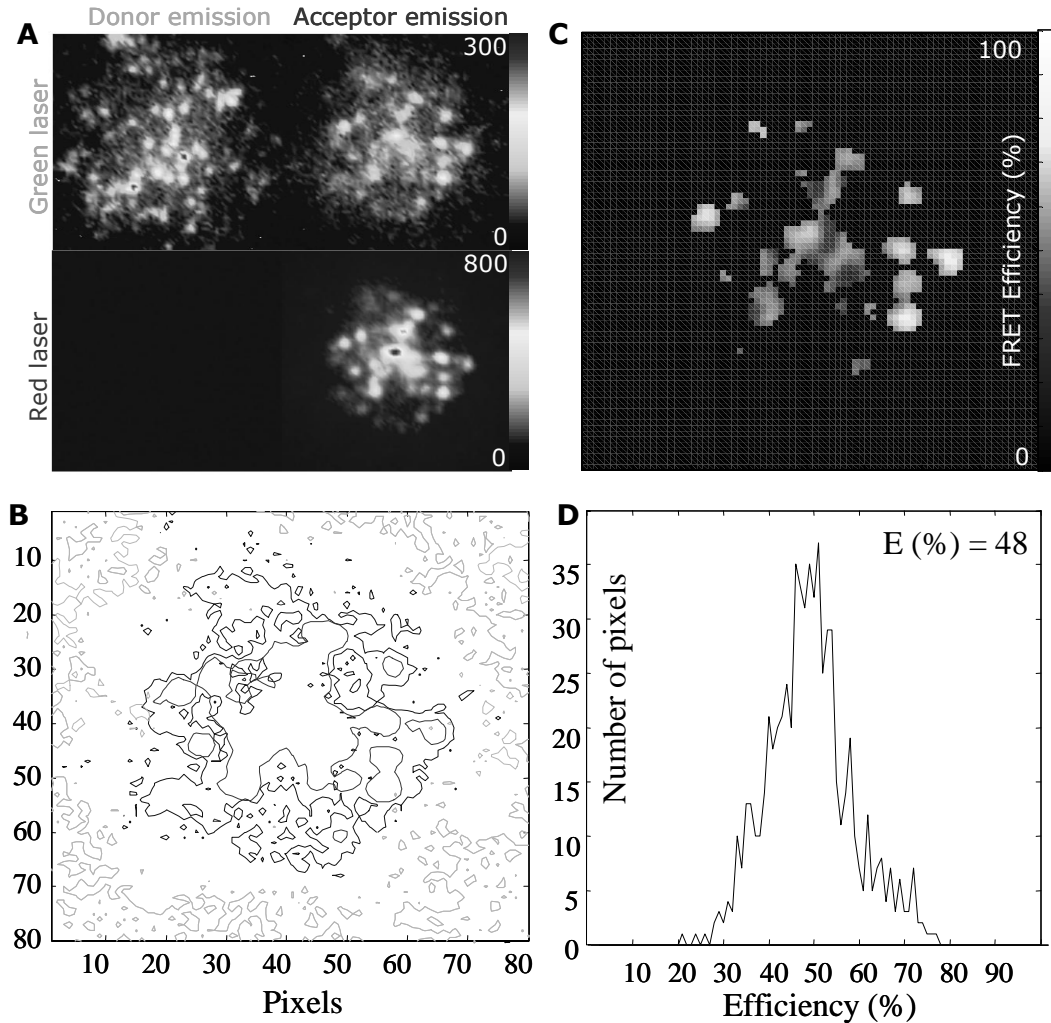 A
Donor emission
Acceptor emission
Green laser
300
0
Red laser
800
0
C
100
FRET Efficiency (%)
0
B
10
20
30
40
50
60
70
80
10 20 30 40 50 60 70 80
Pixels
D
E (%) = 48
Number of pixels
35
30
25
20
15
10
5
0
10 20 30 40 50 60 70 80 90
Efficiency (%)